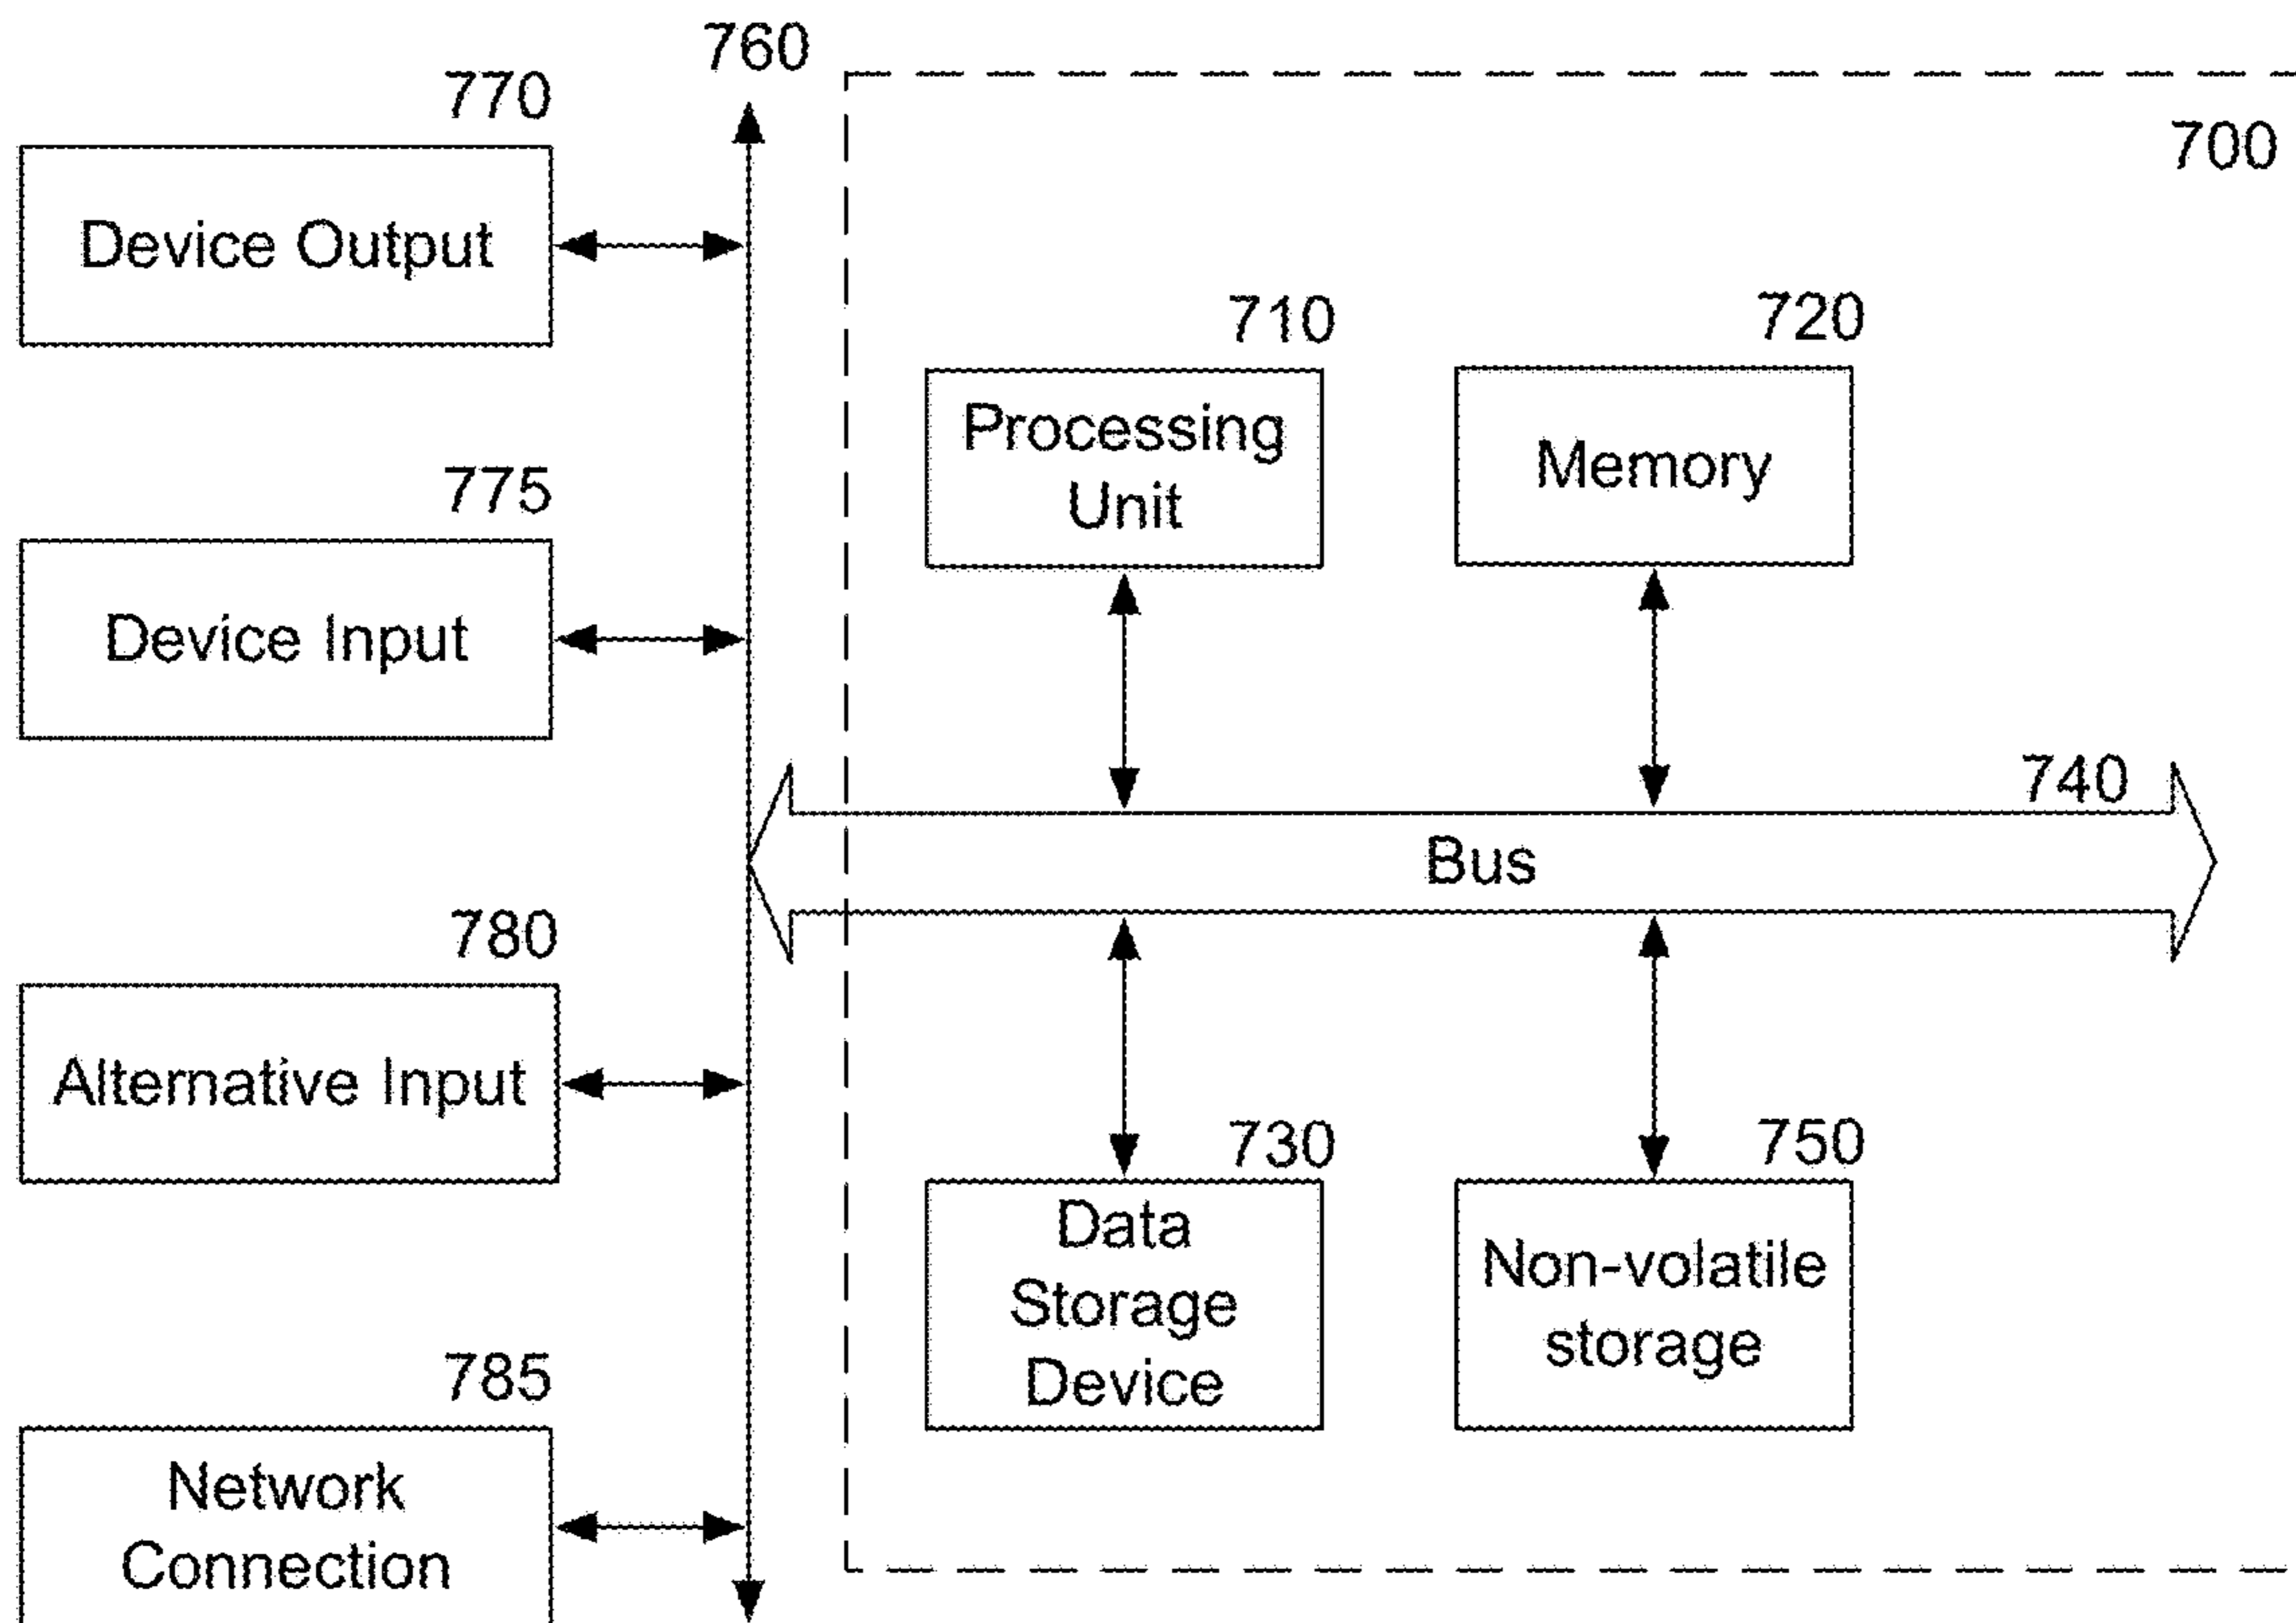 760
770
700
Device Output
710
720
Processing
Unit
Memory
775
Device Input
740
Bus
780
Alternative Input
730
750
Data
Storage
Device
Non-volatile
storage
785
Network
Connection